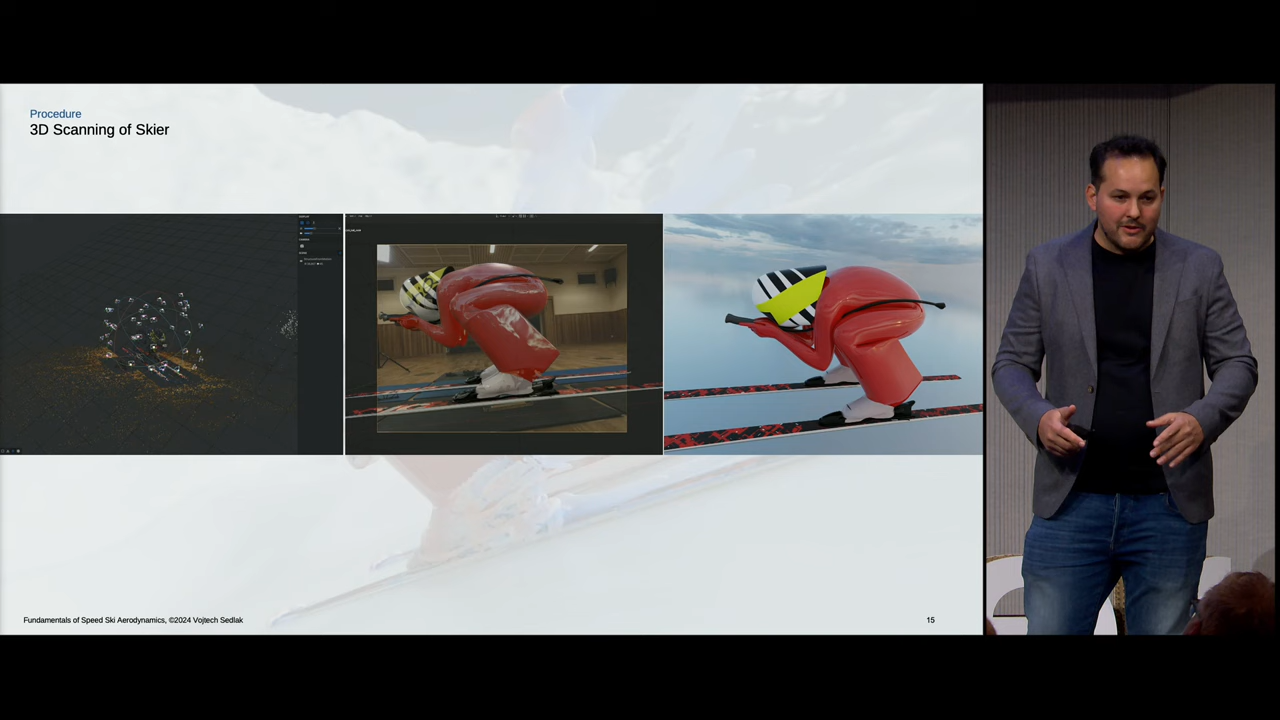 Procedure
3D Scanning of Skier
Fundamentals of Speed Ski Aerodynamics, ©2024 Vojtech Sedlak
15